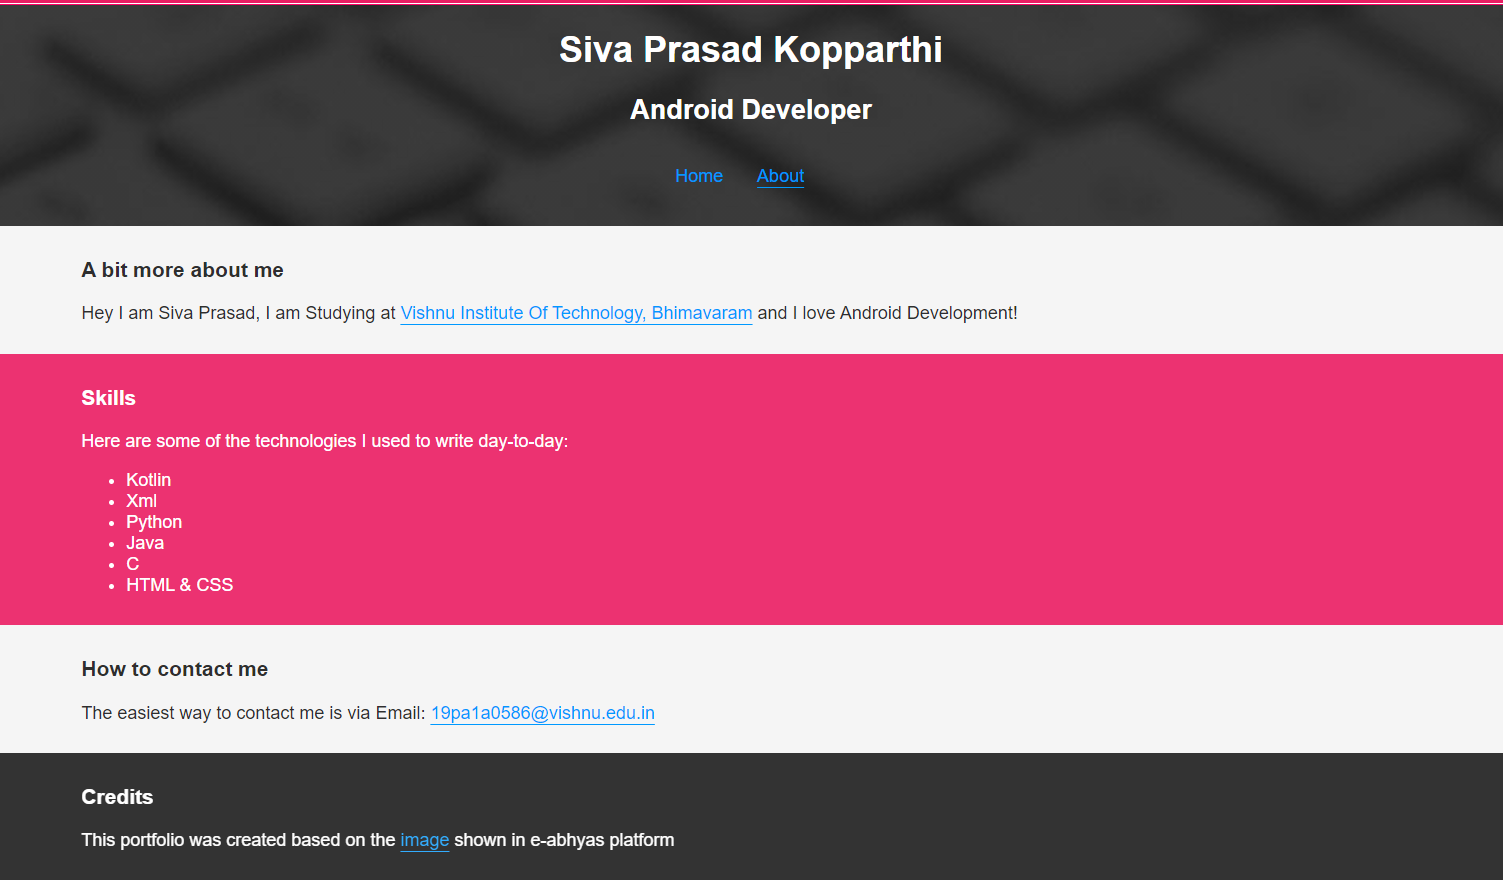 Siva Prasad Kopparthi
Android Developer
Home About
A bit more about me
Hey I am Siva Prasad, I am Studying at Vishnu Institute Of Technology, Bhimavaram and I love Android Development!
Skills
Here are some of the technologies I used to write day-to-day:
• Kotlin
• Xml
• Python
• Java
• C
• HTML & CSS
How to contact me
The easiest way to contact me is via Email: 19pa1a0586@vishnu.edu.in
Credits
This portfolio was created based on the image shown in e-abhyas platform